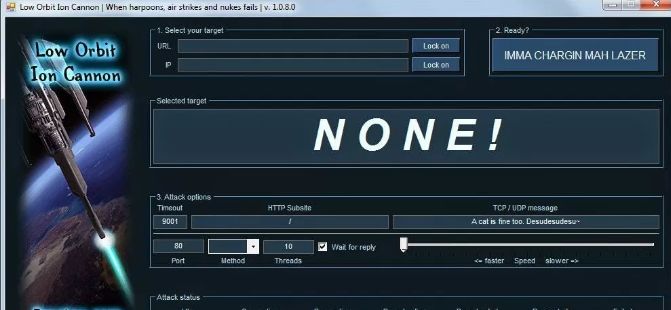 Low Orbit Ion Cannon | When harpoons, air strikes and nukes fails | v. 1.0.8.0
Low Orbit
Ion Cannon
1. Select your target
URL
Lock on
IP
Lock on
2. Ready?
IMMA CHARGIN MAH LAZER
Selected target
NONE!
3. Attack options
Timeout
HTTP Subsite
TCP / UDP message
9001
/
A cat is fine too. Desudesudesu~
80
10
Wait for reply
Port
Method
Threads
<= faster Speed slower =>
Attack status